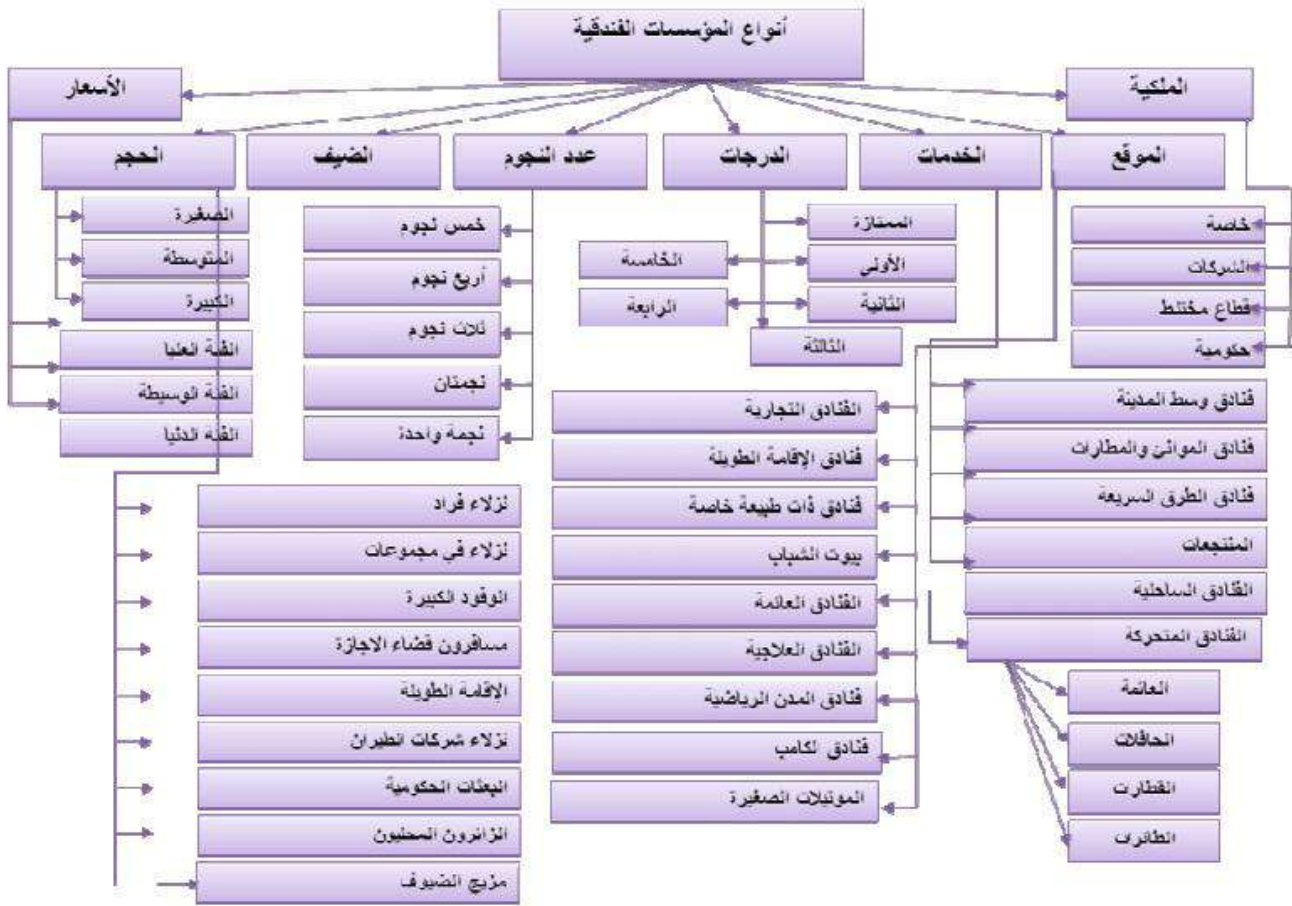 أنواع المؤسسات الفندقية
الملكية
الأسعار
الموقع
الخدمات
الدرجات
عدد النجوم
الضيف
الحجم
خاصة
الشركات
قطاع مختلط
حكومية
فنادق وسط المدينة
فنادق الموانئ والمطارات
فنادق الطرق السريعة
المنتجعات
الفنادق الساحلية
الفنادق المتحركة
العائمة
الحافلات
القطارت
الطائرات
الفنادق التجارية
فنادق الإقامة الطويلة
فنادق ذات طبيعة خاصة
بيوت الشباب
الفنادق العائمة
الفنادق العلاجية
فنادق المدن الرياضية
فنادق الكامب
الموتيلات الصغيرة
الممتازة
الأولى
الثانية
الثالثة
الرابعة
الخامسة
خمس نجوم
أربع نجوم
ثلاث نجوم
نجمتان
نجمة واحدة
الصغيرة
المتوسطة
الكبيرة
الفئة العليا
الفئة الوسيطة
الفئه الدنيا
نزلاء فراد
نزلاء في مجموعات
الوفود الكبيرة
مسافرون قضاء الاجازة
الإقامة الطويلة
نزلاء شركات الطيران
البعثات الحكومية
الزائرون المحليون
مزيج الضيوف